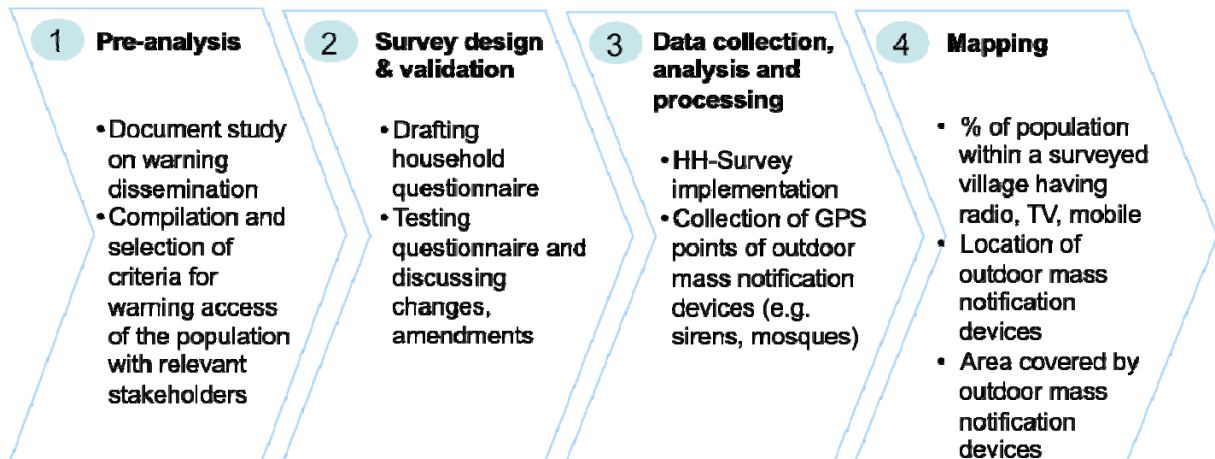 1 Pre-analysis
• Document study
on warning
dissemination
• Compilation and
selection of
criteria for
warning access
of the population
with relevant
stakeholders
2 Survey design
& validation
• Drafting
household
questionnaire
• Testing
questionnaire and
discussing
changes,
amendments
3 Data collection,
analysis and
processing
• HH-Survey
implementation
• Collection of GPS
points of outdoor
mass notification
devices (e.g.
sirens, mosques)
4 Mapping
• % of population
within a surveyed
village having
radio, TV, mobile
• Location of
outdoor mass
notification
devices
• Area covered by
outdoor mass
notification
devices